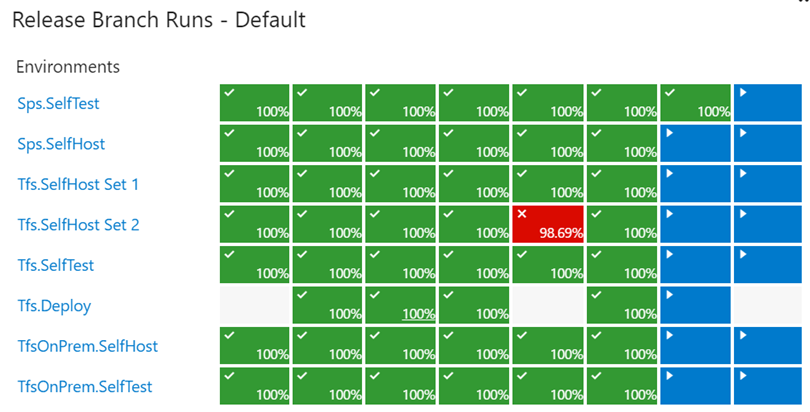 Release Branch Runs - Default
Environments
Sps.SelfTest 100% 100% 100% 100% 100% 100% 100%
Sps.SelfHost 100% 100% 100% 100% 100% 100%
Tfs.SelfHost Set 1 100% 100% 100% 100% 100% 100%
Tfs.SelfHost Set 2 100% 100% 100% 100% 98.69% 100%
Tfs.SelfTest 100% 100% 100% 100% 100% 100%
Tfs.Deploy 100% 100% 100% 100%
TfsOnPrem.SelfHost 100% 100% 100% 100% 100% 100%
TfsOnPrem.SelfTest 100% 100% 100% 100% 100% 100%